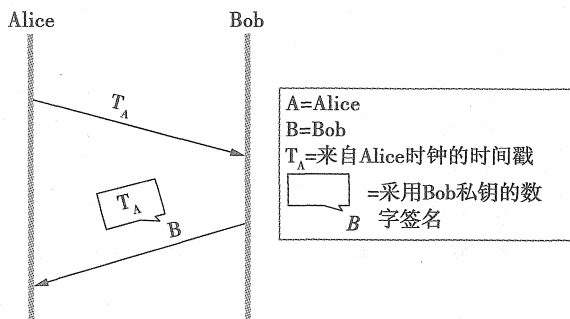 Alice
Bob
T_A
T_A
B
A=Alice
B=Bob
T_A=来自Alice时钟的时间戳
=采用Bob私钥的数
B 字签名